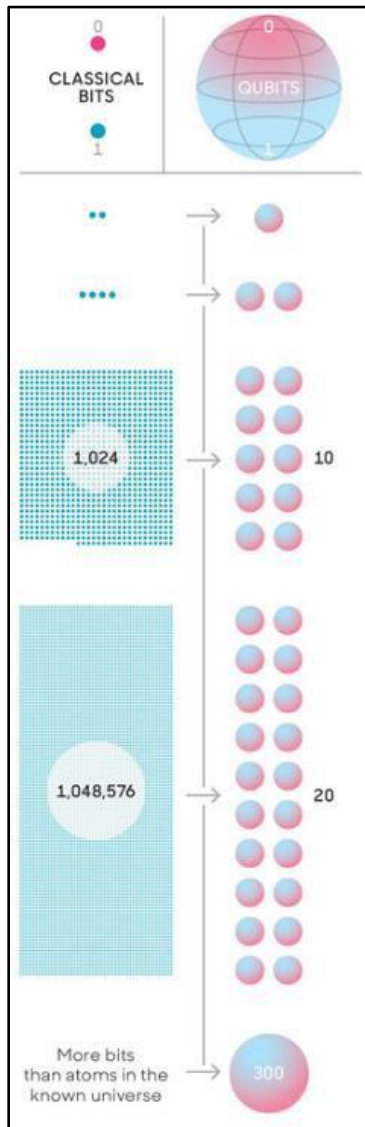 0
CLASSICAL
BITS
1
0
QUBITS
1
1,024
10
1,048,576
20
More bits
than atoms in the
known universe
300